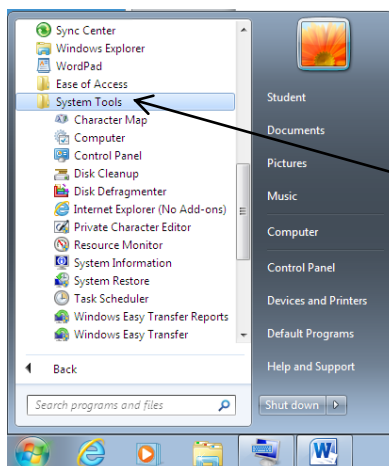 Sync Center
Windows Explorer
WordPad
Ease of Access
System Tools
Character Map
Computer
Control Panel
Disk Cleanup
Disk Defragmenter
Internet Explorer (No Add-ons)
Private Character Editor
Resource Monitor
System Information
System Restore
Task Scheduler
Windows Easy Transfer Reports
Windows Easy Transfer
Back
Search programs and files
Student
Documents
Pictures
Music
Computer
Control Panel
Devices and Printers
Default Programs
Help and Support
Shut down
W